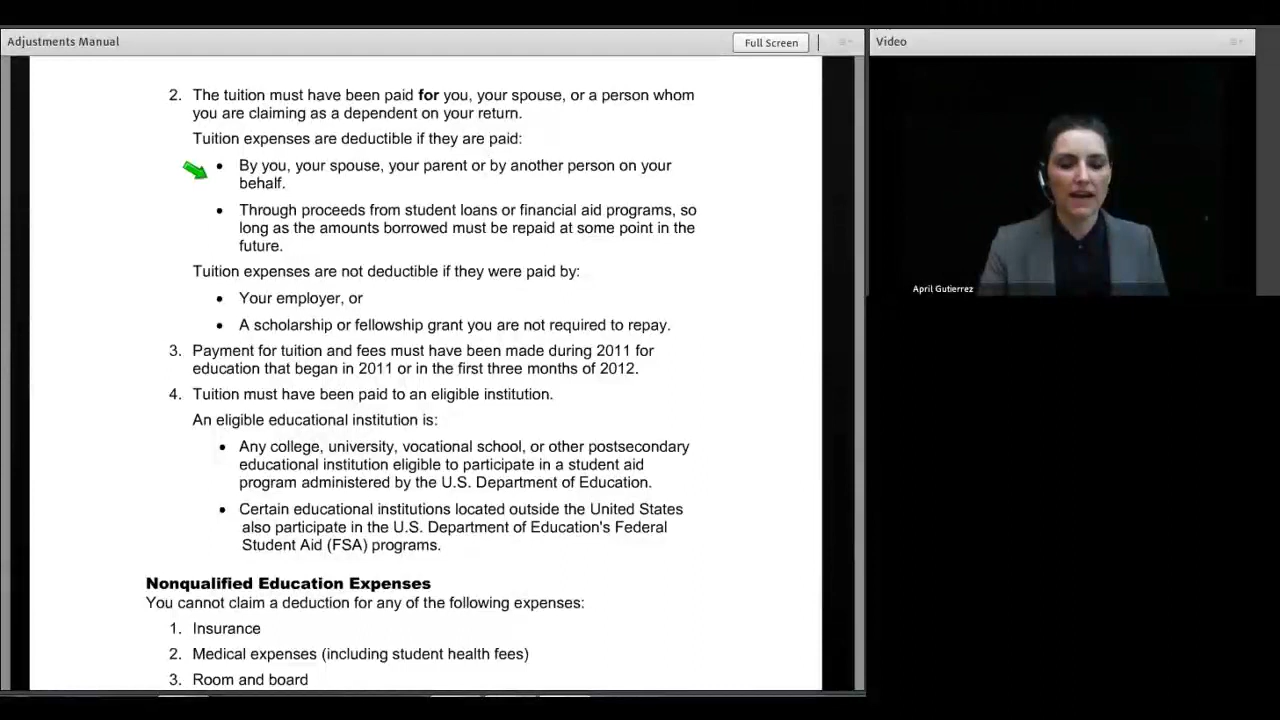 Adjustments Manual
Full Screen
Video
2. The tuition must have been paid for you, your spouse, or a person whom
you are claiming as a dependent on your return.
Tuition expenses are deductible if they are paid:
• By you, your spouse, your parent or by another person on your
behalf.
• Through proceeds from student loans or financial aid programs, so
long as the amounts borrowed must be repaid at some point in the
future.
Tuition expenses are not deductible if they were paid by:
• Your employer, or
• A scholarship or fellowship grant you are not required to repay.
3. Payment for tuition and fees must have been made during 2011 for
education that began in 2011 or in the first three months of 2012.
4. Tuition must have been paid to an eligible institution.
An eligible educational institution is:
• Any college, university, vocational school, or other postsecondary
educational institution eligible to participate in a student aid
program administered by the U.S. Department of Education.
• Certain educational institutions located outside the United States
also participate in the U.S. Department of Education's Federal
Student Aid (FSA) programs.
Nonqualified Education Expenses
You cannot claim a deduction for any of the following expenses:
1. Insurance
2. Medical expenses (including student health fees)
3. Room and board
April Gutierrez